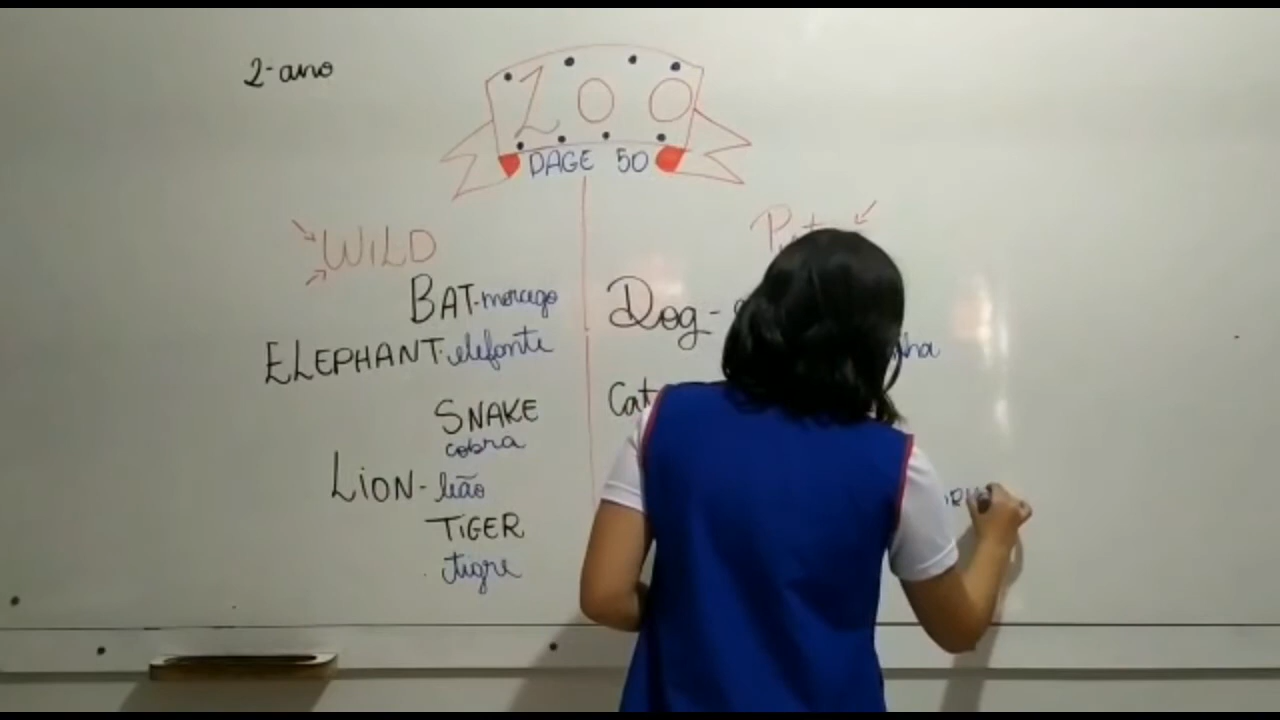 2-ano
ZOO
PAGE 50
WILD
BAT-morcego
ELEPHANT-elefante
SNAKE
cobra
LION-leão
TIGER
tigre
Dog-
Cat